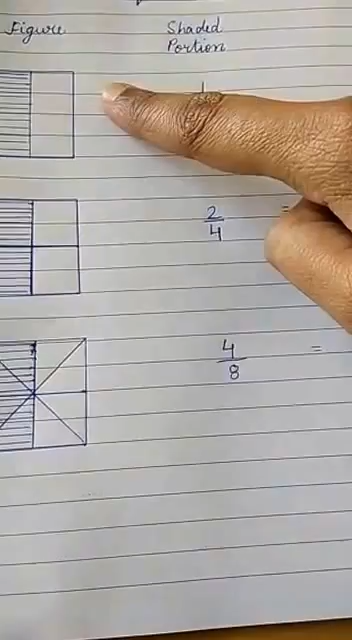 Figure Shaded
Portion
2/4 =
4/8 =